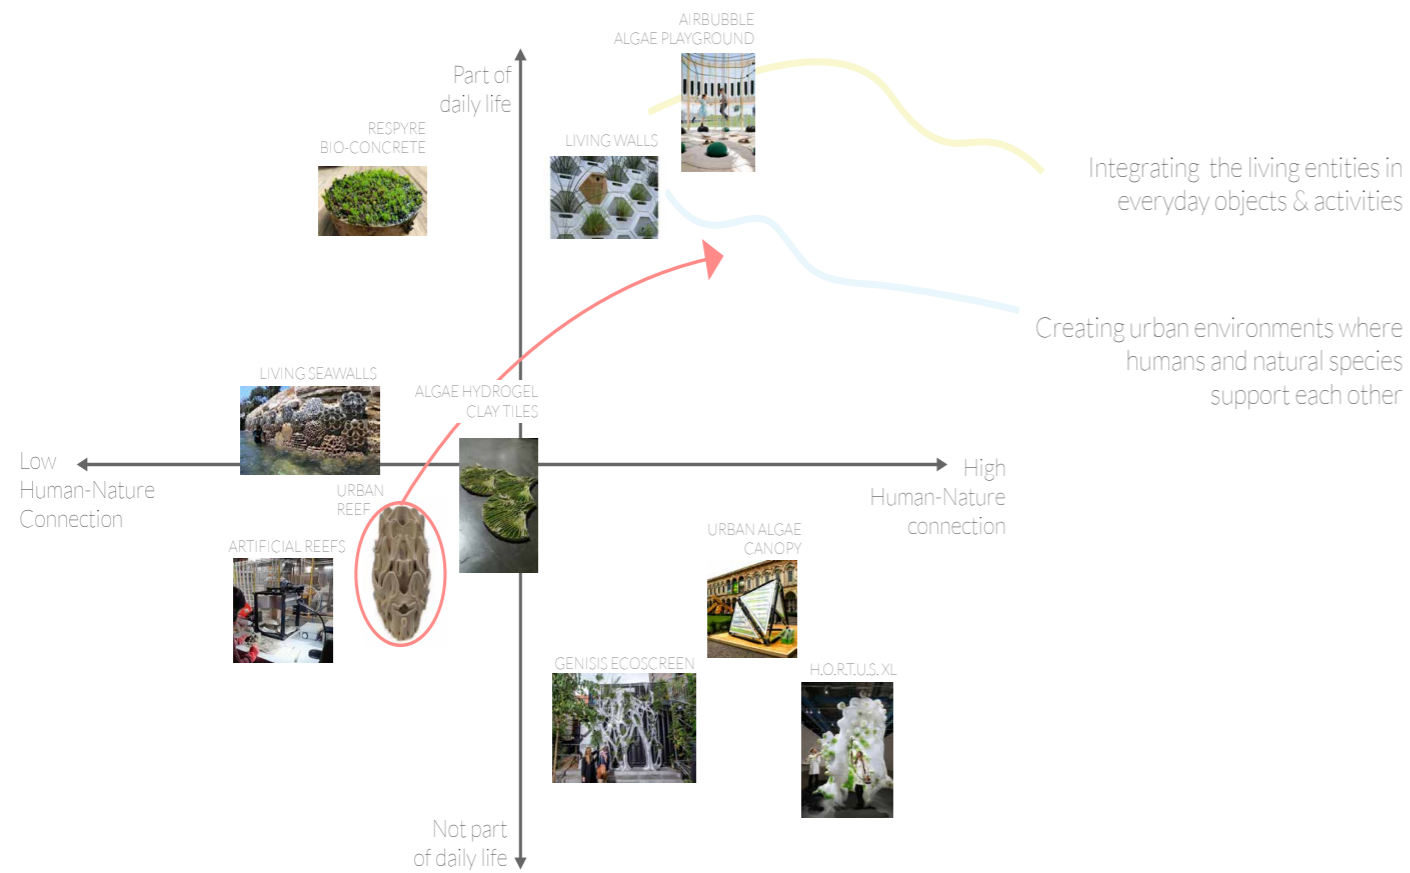 AIRBUBBLE
ALGAE PLAYGROUND
Part of
daily life
RESPYRE
BIO-CONCRETE
LIVING WALLS
Integrating the living entities in
everyday objects & activities
Creating urban environments where
humans and natural species
support each other
LIVING SEAWALLS
ALGAE HYDROGEL
CLAY TILES
Low
Human-Nature
Connection
High
Human-Nature
connection
URBAN
REEF
ARTIFICIAL REEFS
URBAN ALGAE
CANOPY
GENISIS ECOSCREEN
H.O.R.T.U.S. XL
Not part
of daily life